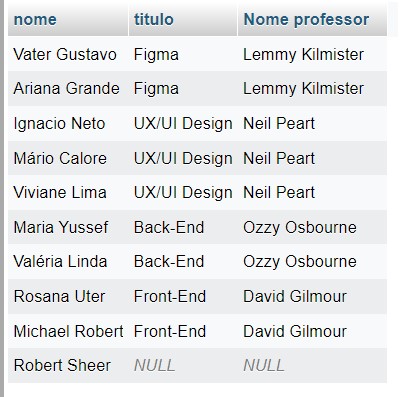 nome titulo Nome professor
Vater Gustavo Figma Lemmy Kilmister
Ariana Grande Figma Lemmy Kilmister
Ignacio Neto UX/UI Design Neil Peart
Mário Calore UX/UI Design Neil Peart
Viviane Lima UX/UI Design Neil Peart
Maria Yussef Back-End Ozzy Osbourne
Valéria Linda Back-End Ozzy Osbourne
Rosana Uter Front-End David Gilmour
Michael Robert Front-End David Gilmour
Robert Sheer NULL NULL